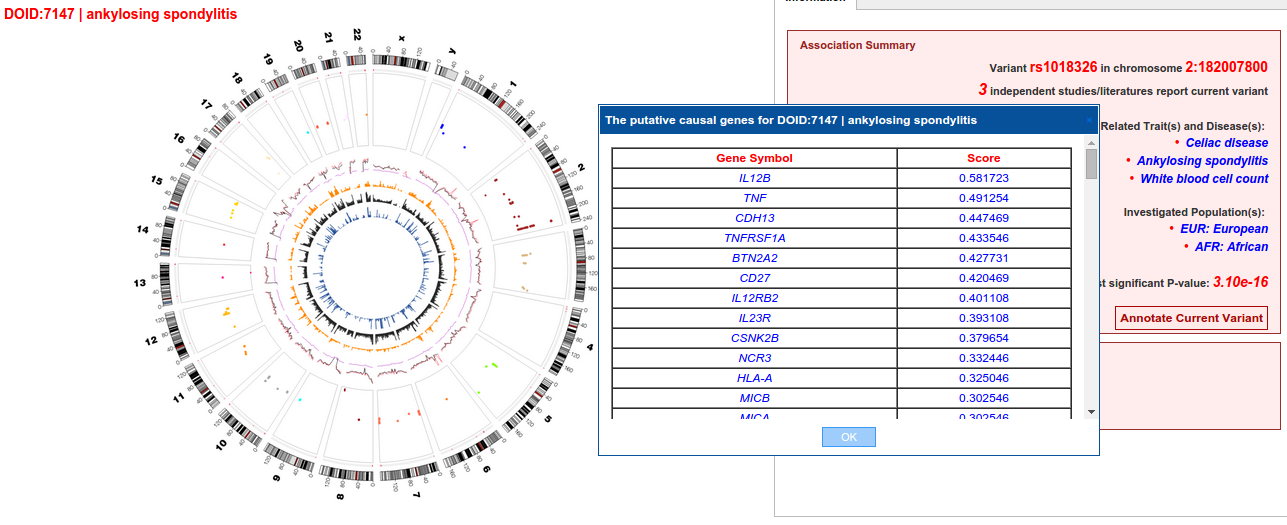 DOID:7147 | ankylosing spondylitis
x
y
1
2
4
5
6
7
8
9
10
11
12
13
14
15
16
17
18
19
20
21
22
Association Summary
Variant rs1018326 in chromosome 2:182007800
3 independent studies/literatures report current variant
Related Trait(s) and Disease(s):
• Celiac disease
• Ankylosing spondylitis
• White blood cell count
Investigated Population(s):
• EUR: European
• AFR: African
significant P-value: 3.10e-16
Annotate Current Variant
The putative causal genes for DOID:7147 | ankylosing spondylitis
Gene Symbol Score
IL12B 0.581723
TNF 0.491254
CDH13 0.447469
TNFRSF1A 0.433546
BTN2A2 0.427731
CD27 0.420469
IL12RB2 0.401108
IL23R 0.393108
CSNK2B 0.379654
NCR3 0.332446
HLA-A 0.325046
MICB 0.302546
MICA 0.302546
OK